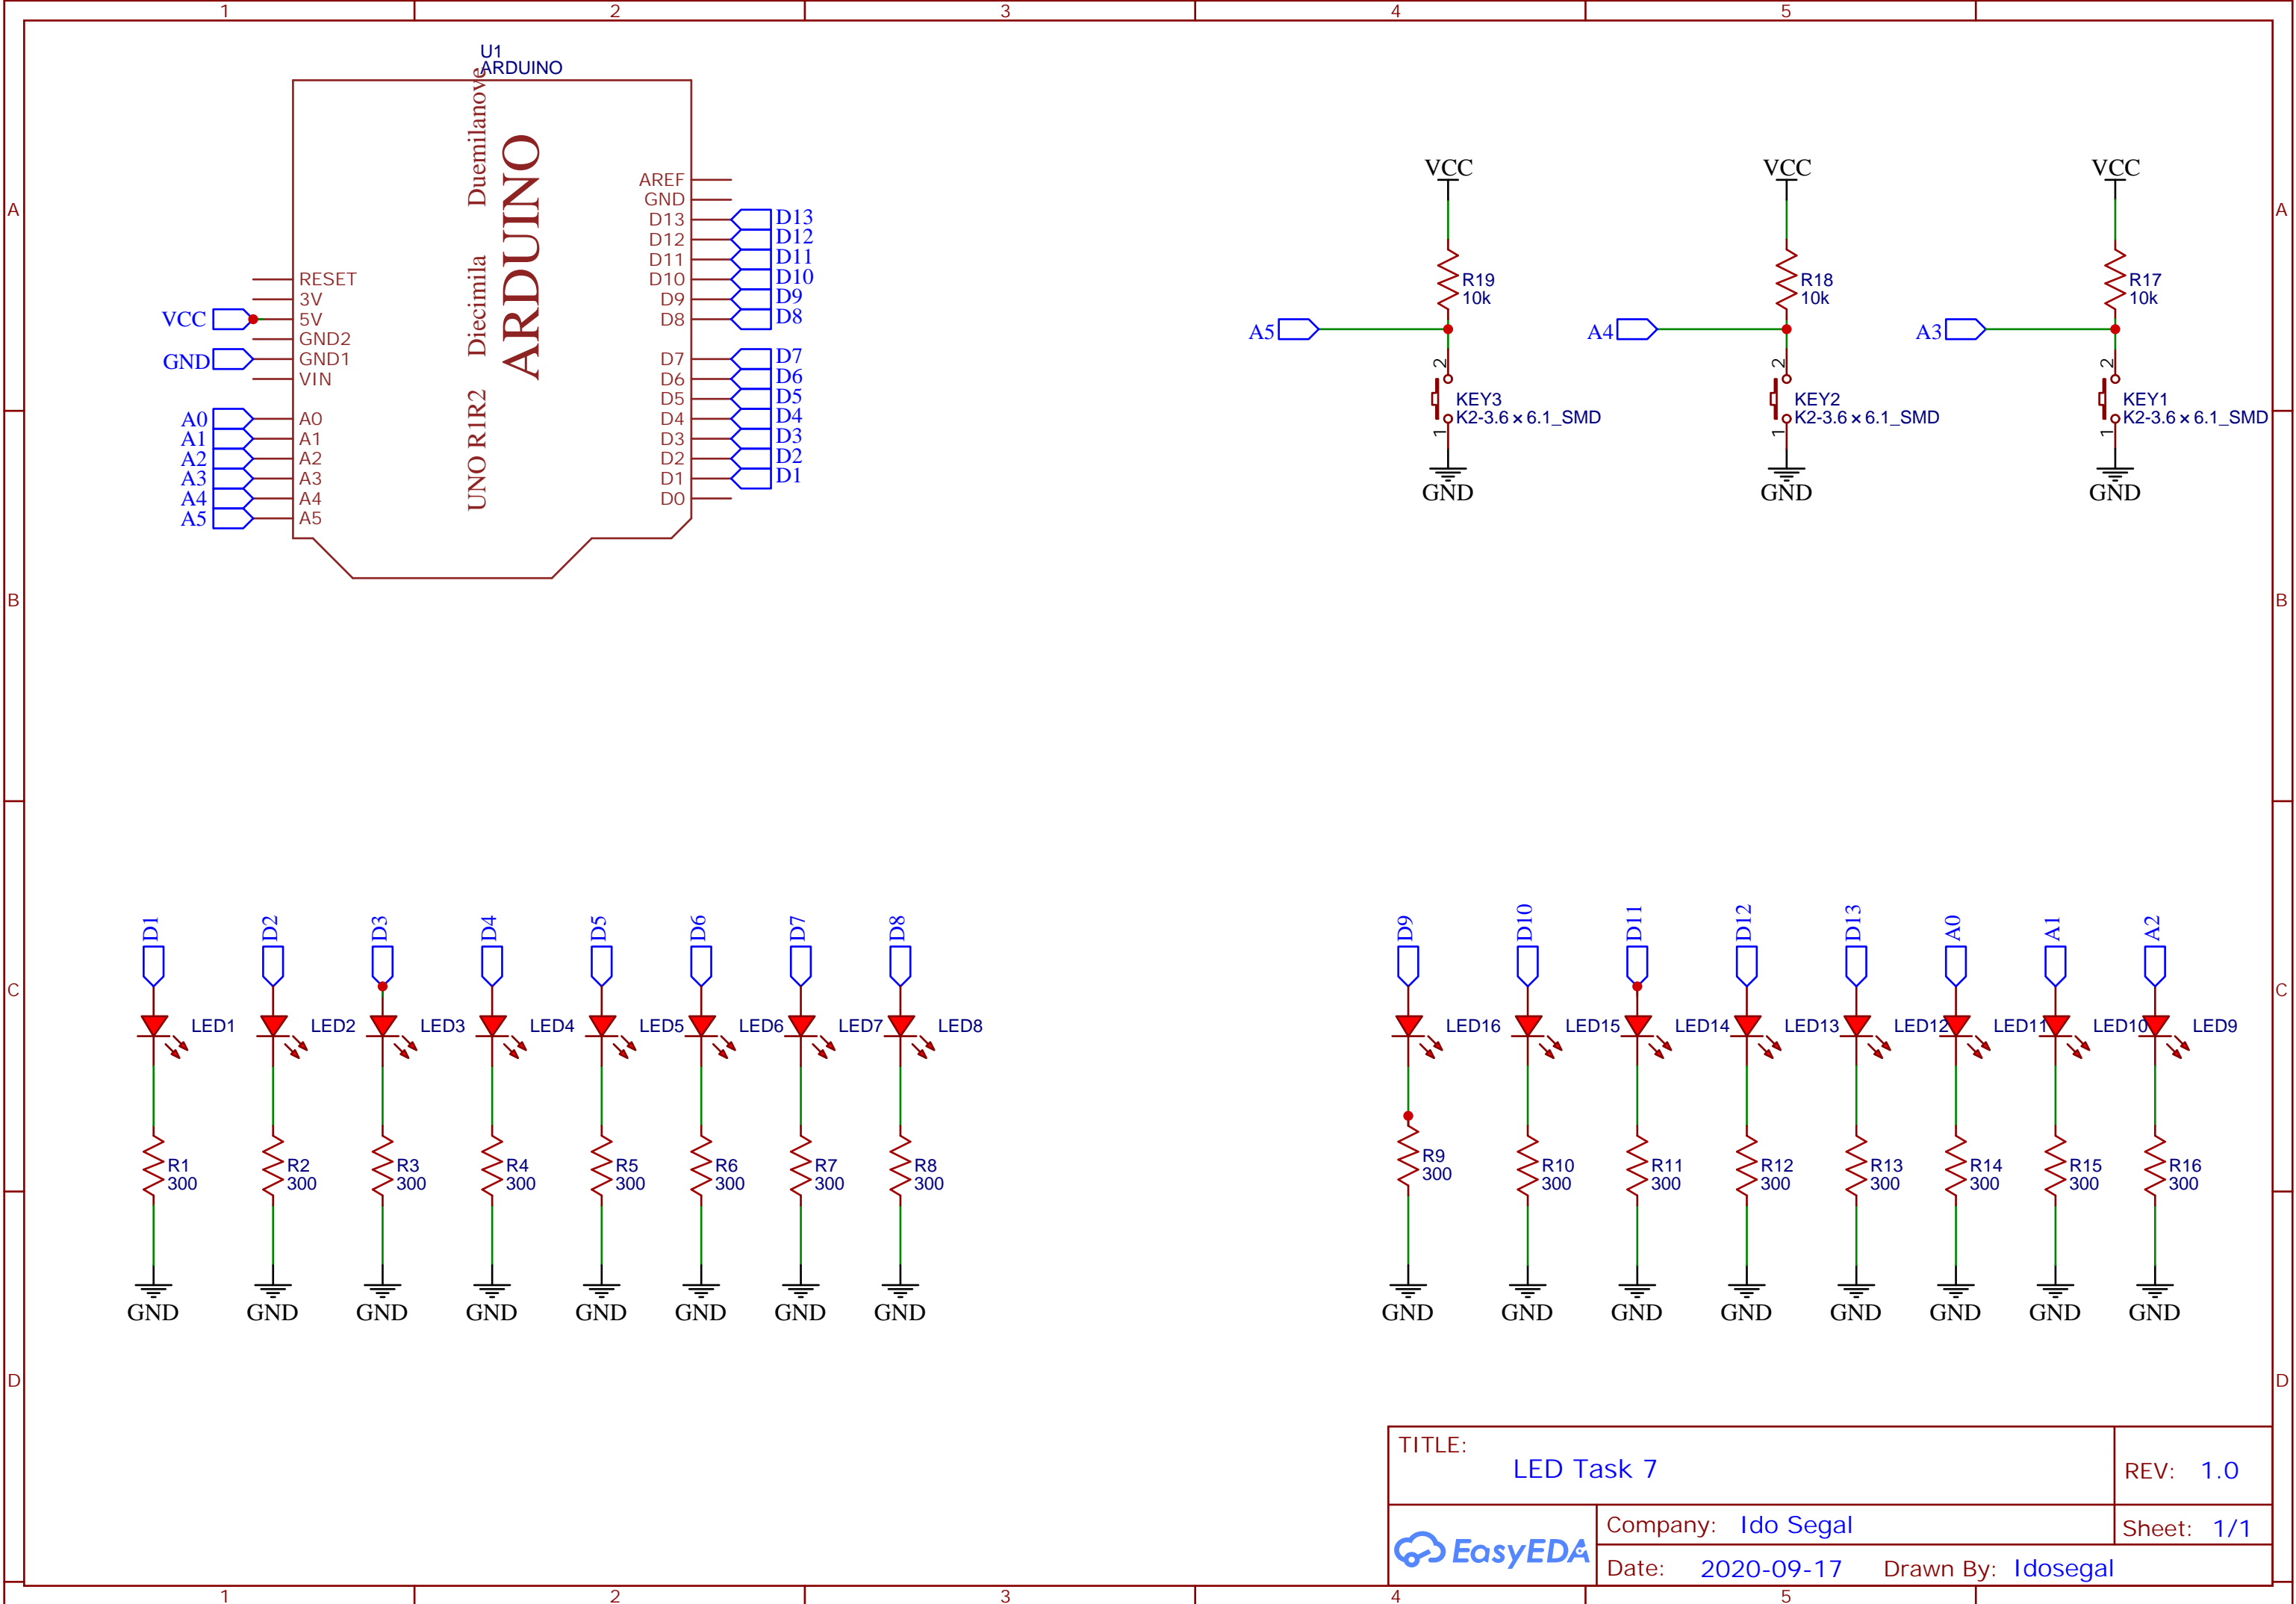 1 2 3 4 5
A
B
C
D
A
B
C
D
1 2 3 4 5
U1
ARDUINO
UNO R1R2 Diecimila Duemilanove
ARDUINO
RESET
3V
5V
GND2
GND1
VIN
A0
A1
A2
A3
A4
A5
AREF
GND
D13
D12
D11
D10
D9
D8
D7
D6
D5
D4
D3
D2
D1
D0
VCC
GND
A0
A1
A2
A3
A4
A5
D13
D12
D11
D10
D9
D8
D7
D6
D5
D4
D3
D2
D1
VCC
R19
10k
A5
2
KEY3
K2-3.6×6.1_SMD
1
GND
VCC
R18
10k
A4
2
KEY2
K2-3.6×6.1_SMD
1
GND
VCC
R17
10k
A3
2
KEY1
K2-3.6×6.1_SMD
1
GND
D1 D2 D3 D4 D5 D6 D7 D8
LED1 LED2 LED3 LED4 LED5 LED6 LED7 LED8
R1 R2 R3 R4 R5 R6 R7 R8
300 300 300 300 300 300 300 300
GND GND GND GND GND GND GND GND
D9 D10 D11 D12 D13 A0 A1 A2
LED16 LED15 LED14 LED13 LED12 LED11 LED10 LED9
R9 R10 R11 R12 R13 R14 R15 R16
300 300 300 300 300 300 300 300
GND GND GND GND GND GND GND GND
TITLE:
LED Task 7
REV: 1.0
EasyEDA
Company: Ido Segal
Sheet: 1/1
Date: 2020-09-17 Drawn By: Idosegal